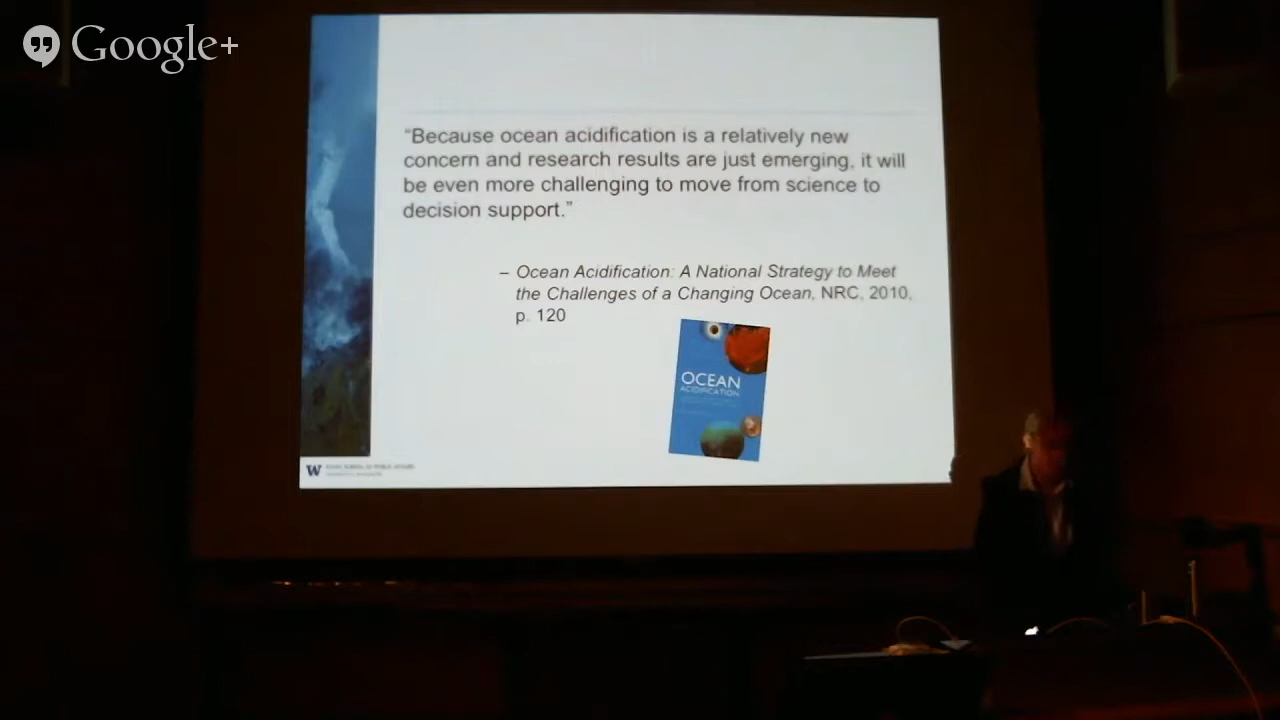 Google+
“Because ocean acidification is a relatively new
concern and research results are just emerging, it will
be even more challenging to move from science to
decision support.”
– Ocean Acidification: A National Strategy to Meet
the Challenges of a Changing Ocean, NRC, 2010,
p. 120
OCEAN
ACIDIFICATION
W